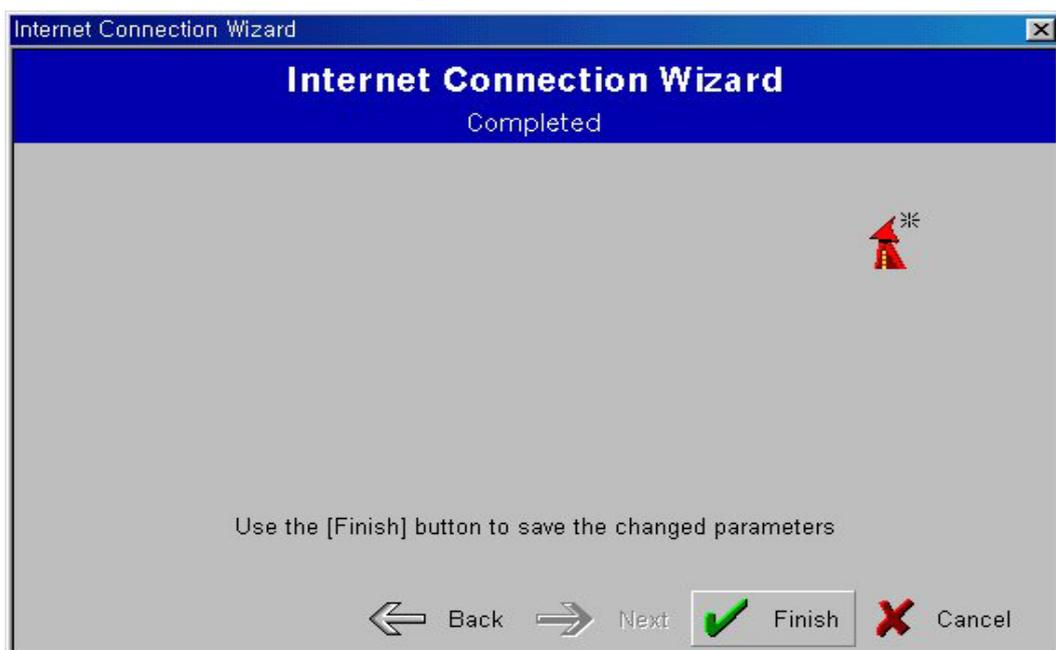 Internet Connection Wizard
Internet Connection Wizard
Completed
Use the [Finish] button to save the changed parameters
Back Next Finish Cancel